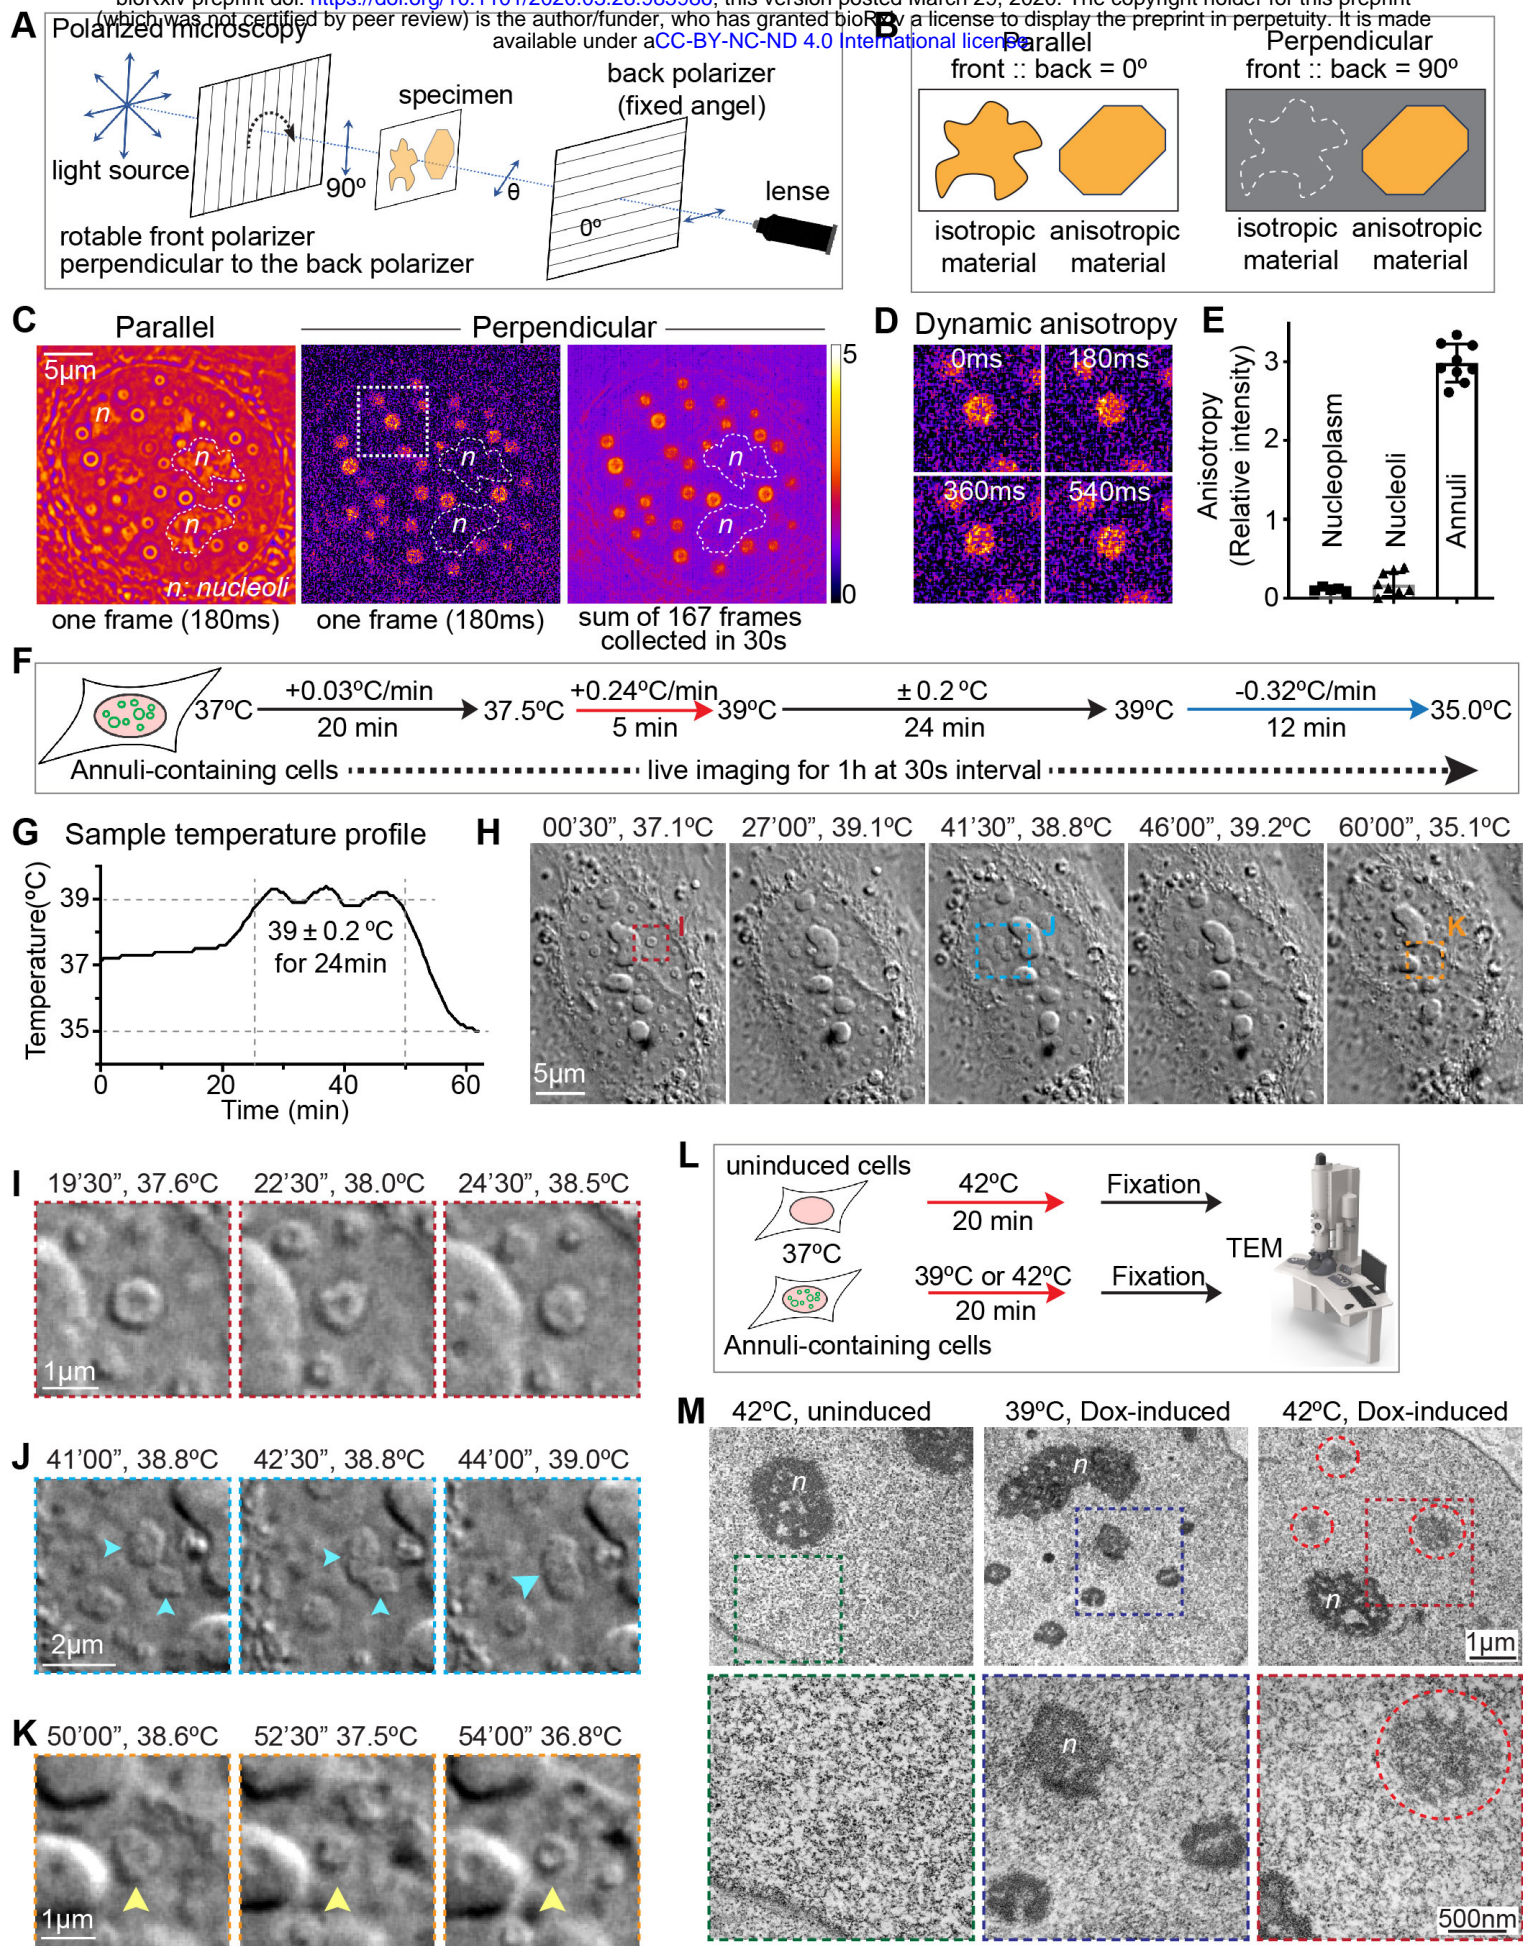 bioRxiv preprint doi: https://doi.org/10.1101/2020.03.28.985986; this version posted March 29, 2020. The copyright holder for this preprint
(which was not certified by peer review) is the author/funder, who has granted bioRxiv a license to display the preprint in perpetuity. It is made
available under aCC-BY-NC-ND 4.0 International license.
A
Polarized microscopy
light source
90º
specimen
θ
back polarizer
(fixed angel)
0º
lense
rotable front polarizer
perpendicular to the back polarizer
B
Parallel
front :: back = 0º
Perpendicular
front :: back = 90º
isotropic
material
anisotropic
material
isotropic
material
anisotropic
material
C
Parallel
Perpendicular
5µm
n
n
n
n: nucleoli
n
n
n
n
5
0
one frame (180ms)
one frame (180ms)
sum of 167 frames
collected in 30s
D
Dynamic anisotropy
0ms
180ms
360ms
540ms
E
Anisotropy
(Relative intensity)
3
2
1
0
Nucleoplasm
Nucleoli
Annuli
F
37ºC
+0.03ºC/min
20 min
37.5ºC
+0.24ºC/min
5 min
39ºC
± 0.2 ºC
24 min
39ºC
-0.32ºC/min
12 min
35.0ºC
Annuli-containing cells
live imaging for 1h at 30s interval
G
Sample temperature profile
Temperature(ºC)
39
37
35
39 ± 0.2 ºC
for 24min
0
20
40
60
Time (min)
H
00’30”, 37.1ºC
27’00”, 39.1ºC
41’30”, 38.8ºC
46’00”, 39.2ºC
60’00”, 35.1ºC
I
J
K
5µm
I
19’30”, 37.6ºC
22’30”, 38.0ºC
24’30”, 38.5ºC
1µm
J
41’00”, 38.8ºC
42’30”, 38.8ºC
44’00”, 39.0ºC
2µm
K
50’00”, 38.6ºC
52’30” 37.5ºC
54’00” 36.8ºC
1µm
L
uninduced cells
42ºC
20 min
Fixation
37ºC
TEM
39ºC or 42ºC
20 min
Fixation
Annuli-containing cells
M
42ºC, uninduced
39ºC, Dox-induced
42ºC, Dox-induced
n
n
n
1µm
n
500nm